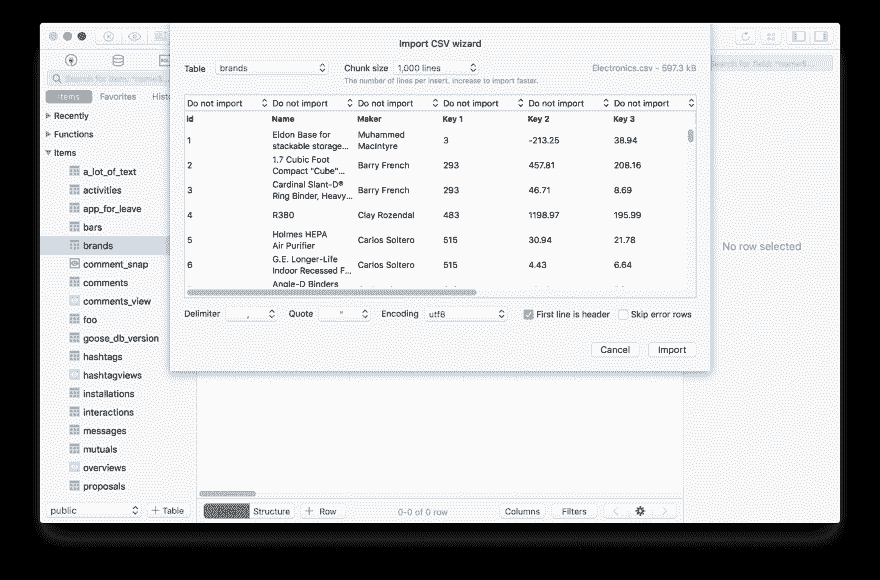 Import CSV wizard
Table brands Chunk size 1,000 lines Electronics.csv – 597.3 kB
The number of lines per insert, increase to import faster.
Search for item: ^name$...
Search for field: ^name$...
Items Favorites Hist
Do not import Do not import Do not import Do not import Do not import Do not import
Id Name Maker Key 1 Key 2 Key 3
1 Eldon Base for stackable storage... Muhammed MacIntyre 3 -213.25 38.94
2 1.7 Cubic Foot Compact "Cube"... Barry French 293 457.81 208.16
3 Cardinal Slant-D® Ring Binder, Heavy... Barry French 293 46.71 8.69
4 R380 Clay Rozendal 483 1198.97 195.99
5 Holmes HEPA Air Purifier Carlos Soltero 515 30.94 21.78
6 G.E. Longer-Life Indoor Recessed F... Carlos Soltero 515 4.43 6.64
Angle-D Binders
Delimiter , Quote " Encoding utf8 First line is header Skip error rows
Cancel Import
Recently
Functions
Items
a_lot_of_text
activities
app_for_leave
bars
brands
comment_snap
comments
comments_view
foo
goose_db_version
hashtags
hashtagviews
installations
interactions
messages
mutuals
overviews
proposals
No row selected
public + Table Structure + Row 0-0 of 0 row Columns Filters